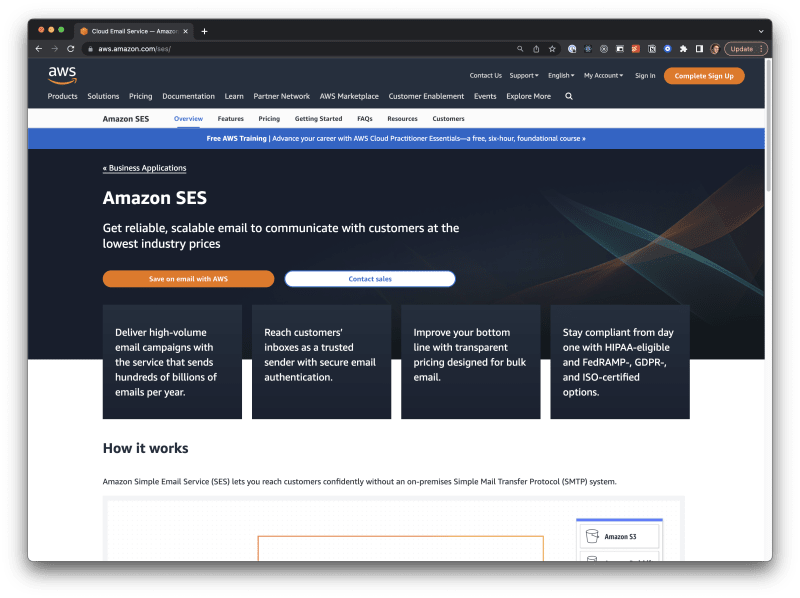 Cloud Email Service — Amazon
aws.amazon.com/ses/
Update
aws
Contact Us Support English My Account Sign In Complete Sign Up
Products Solutions Pricing Documentation Learn Partner Network AWS Marketplace Customer Enablement Events Explore More
Amazon SES Overview Features Pricing Getting Started FAQs Resources Customers
Free AWS Training | Advance your career with AWS Cloud Practitioner Essentials—a free, six-hour, foundational course »
« Business Applications
Amazon SES
Get reliable, scalable email to communicate with customers at the
lowest industry prices
Save on email with AWS Contact sales
Deliver high-volume
email campaigns with
the service that sends
hundreds of billions of
emails per year.
Reach customers'
inboxes as a trusted
sender with secure email
authentication.
Improve your bottom
line with transparent
pricing designed for bulk
email.
Stay compliant from day
one with HIPAA-eligible
and FedRAMP-, GDPR-,
and ISO-certified
options.
How it works
Amazon Simple Email Service (SES) lets you reach customers confidently without an on-premises Simple Mail Transfer Protocol (SMTP) system.
Amazon S3